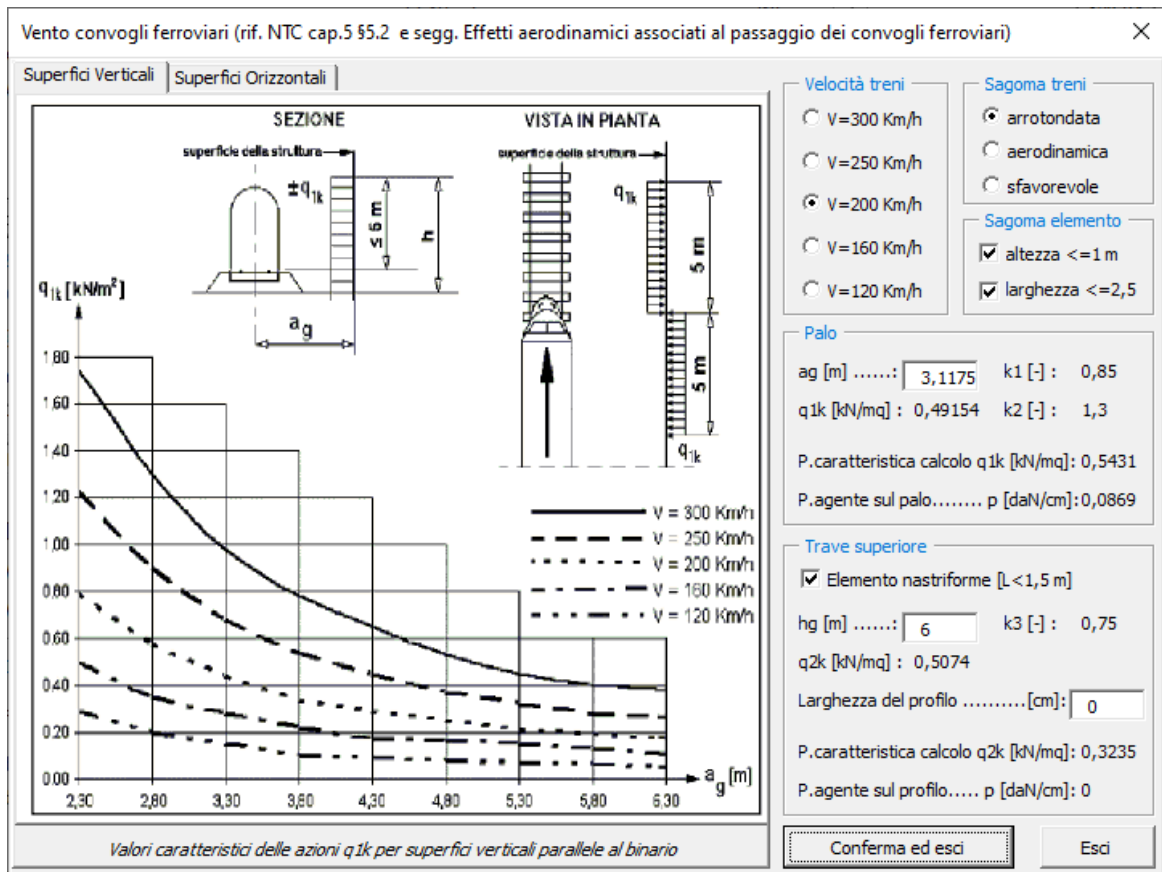 Vento convogli ferroviari (rif. NTC cap.5 §5.2 e segg. Effetti aerodinamici associati al passaggio dei convogli ferroviari)
Superfici Verticali
Superfici Orizzontali
SEZIONE
superficie della struttura
±q1k
≤ 6 m
h
ag
VISTA IN PIANTA
superficie della struttura
q1k
5 m
5 m
q1k
q1k [kN/m²]
1.80
1.60
1.40
1.20
1.00
0.80
0.60
0.40
0.20
0.00
2,30
2,80
3,30
3,80
4,30
4,80
5,30
5,80
6,30
ag [m]
V = 300 Km/h
V = 250 Km/h
V = 200 Km/h
V = 160 Km/h
V = 120 Km/h
Valori caratteristici delle azioni q1k per superfici verticali parallele al binario
Velocità treni
V=300 Km/h
V=250 Km/h
V=200 Km/h
V=160 Km/h
V=120 Km/h
Sagoma treni
arrotondata
aerodinamica
sfavorevole
Sagoma elemento
altezza <=1 m
larghezza <=2,5
Palo
ag [m] ......: 3,1175 k1 [-] : 0,85
q1k [kN/mq] : 0,49154 k2 [-] : 1,3
P.caratteristica calcolo q1k [kN/mq]: 0,5431
P.agente sul palo........ p [daN/cm]:0,0869
Trave superiore
Elemento nastriforme [L<1,5 m]
hg [m] ......: 6 k3 [-] : 0,75
q2k [kN/mq] : 0,5074
Larghezza del profilo ..........[cm]: 0
P.caratteristica calcolo q2k [kN/mq]: 0,3235
P.agente sul profilo..... p [daN/cm]: 0
Conferma ed esci
Esci